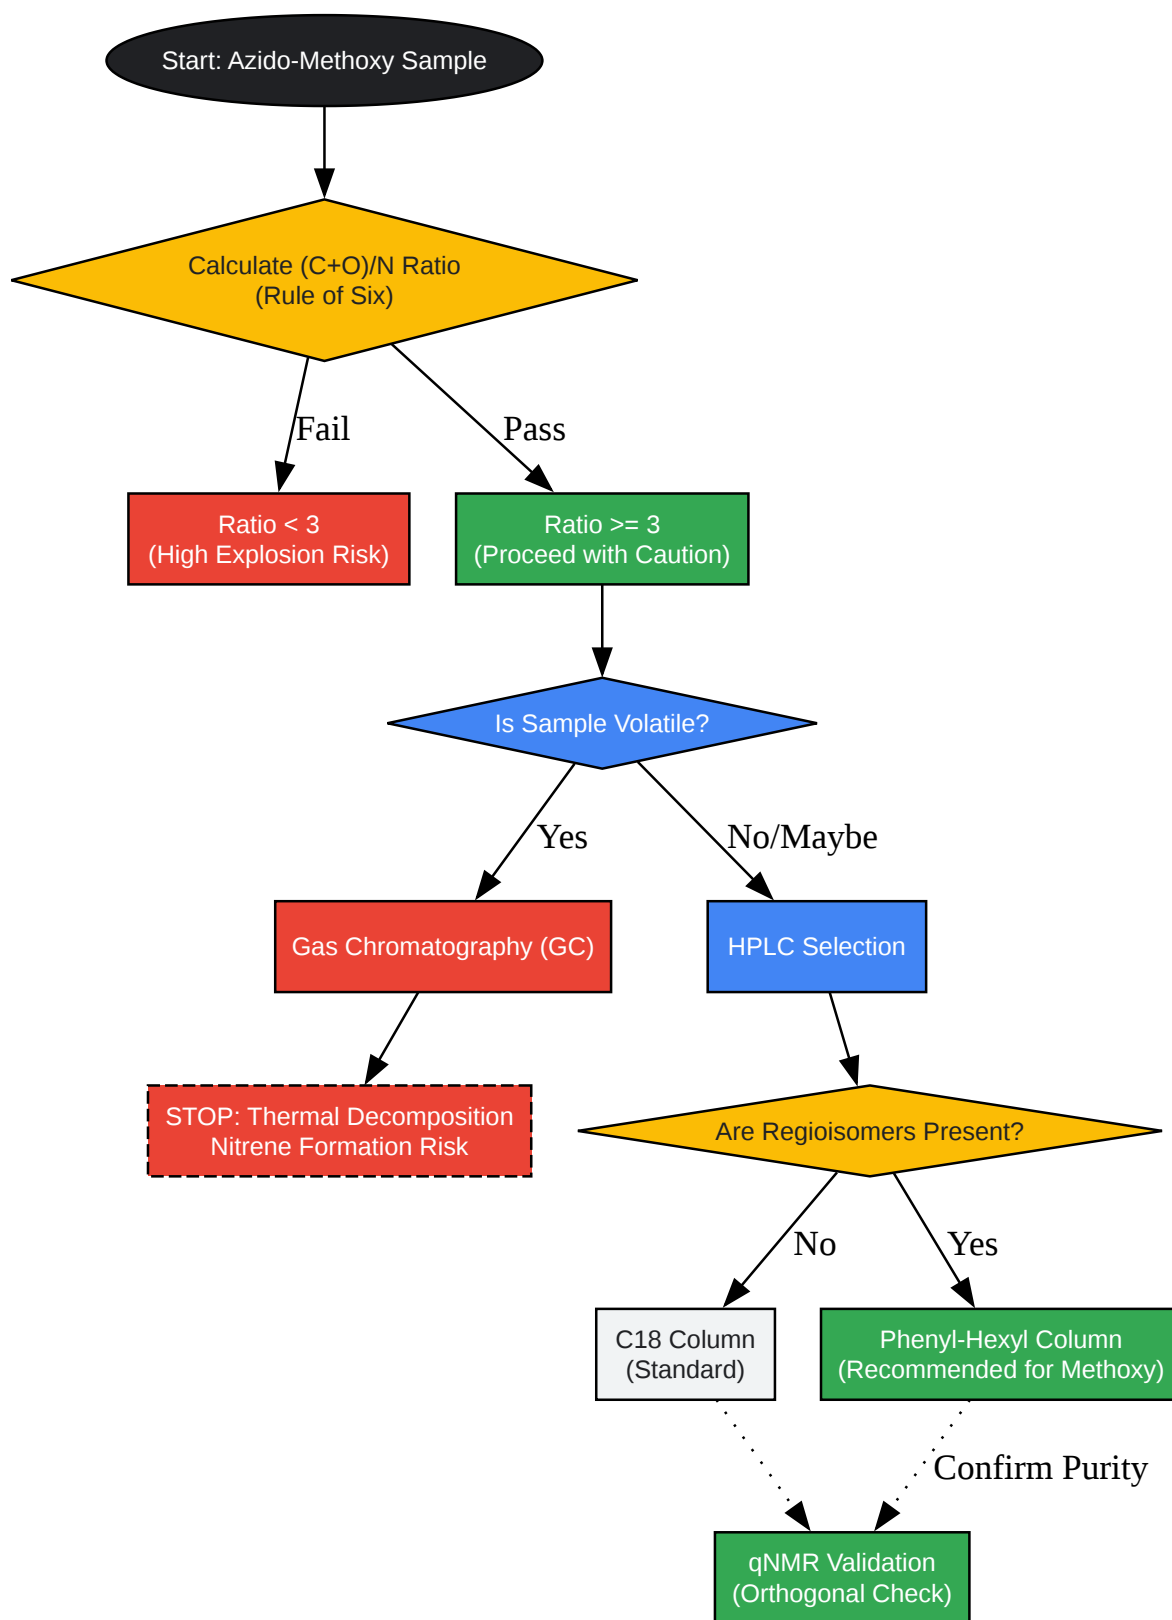 Start: Azido-Methoxy Sample
Calculate (C+O)/N Ratio
(Rule of Six)
Fail
Pass
Ratio < 3
(High Explosion Risk)
Ratio >= 3
(Proceed with Caution)
Is Sample Volatile?
Yes
No/Maybe
Gas Chromatography (GC)
HPLC Selection
STOP: Thermal Decomposition
Nitrene Formation Risk
Are Regioisomers Present?
No
Yes
C18 Column
(Standard)
Phenyl-Hexyl Column
(Recommended for Methoxy)
Confirm Purity
qNMR Validation
(Orthogonal Check)